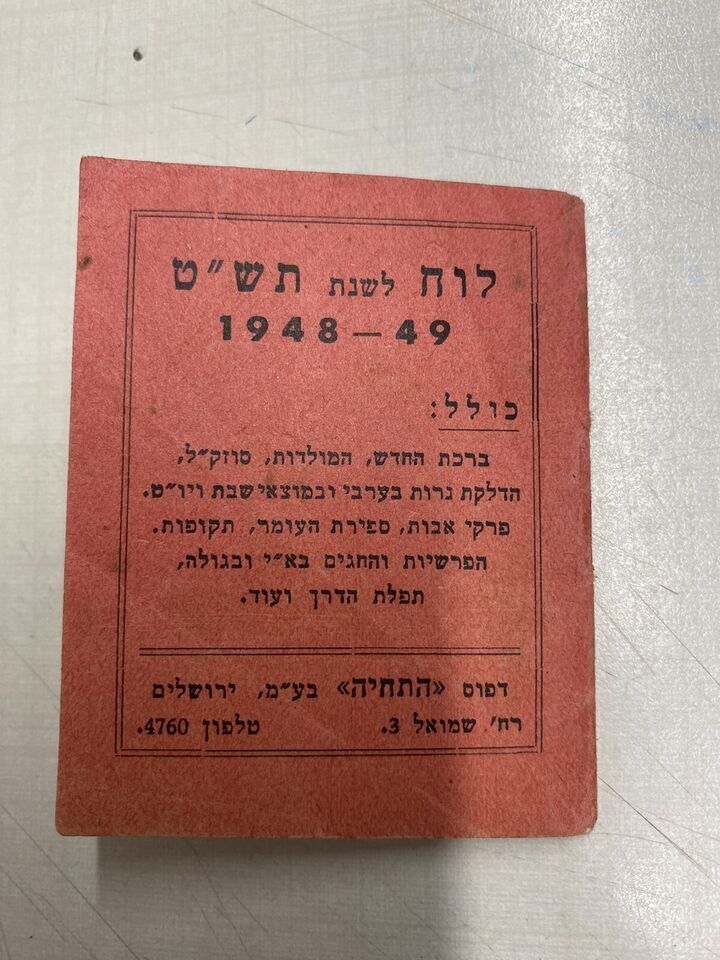 לוח לשנת תש״ט
1948—49
כולל:
ברכת החדש, המולדות, סוזק״ל,
הדלקת נרות בערבי ובמוצאי שבת ויו״ט.
פרקי אבות, ספירת העומר, תקופות.
הפרשיות והחגים בא״י ובגולה,
תפלת הדרך ועוד.
דפוס «התחיה» בע״מ, ירושלים
רח׳ שמואל 3. טלפון 4760.